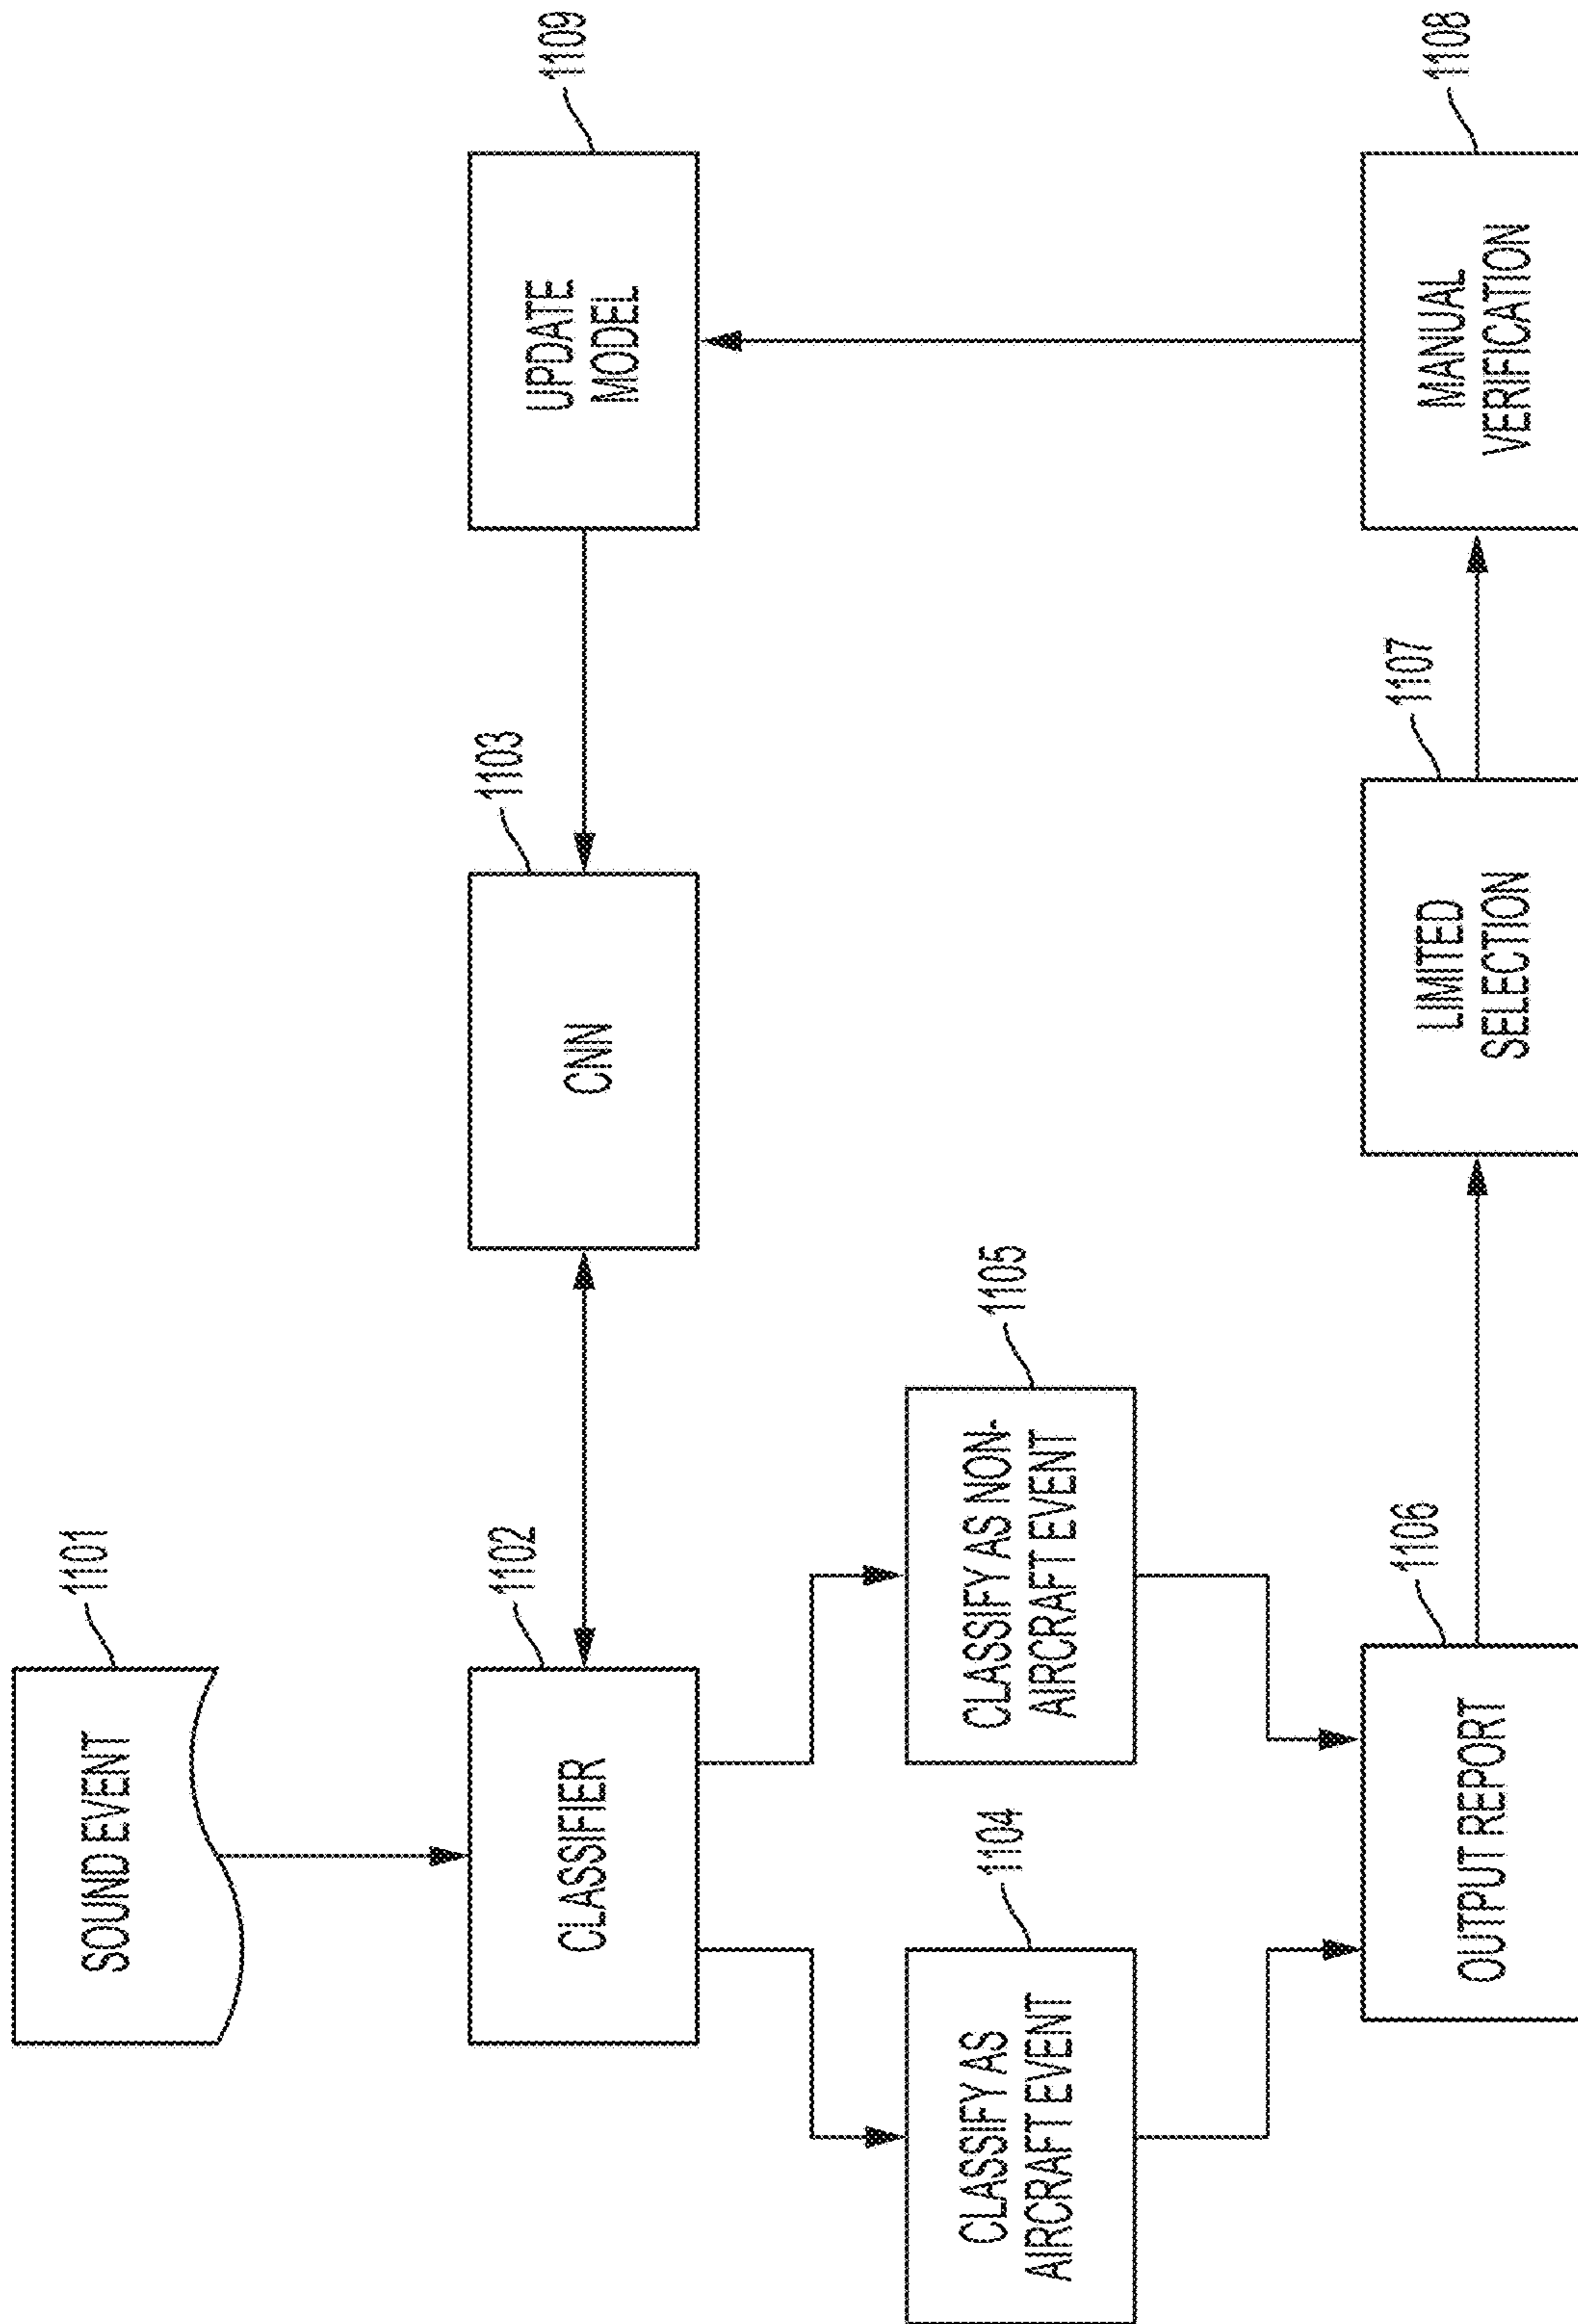 1101
SOUND EVENT
1102
CLASSIFIER
1103
CNN
1109
UPDATE
MODEL
1104
CLASSIFY AS
AIRCRAFT EVENT
1105
CLASSIFY AS NON-
AIRCRAFT EVENT
1106
OUTPUT REPORT
1107
LIMITED
SELECTION
1108
MANUAL
VERIFICATION